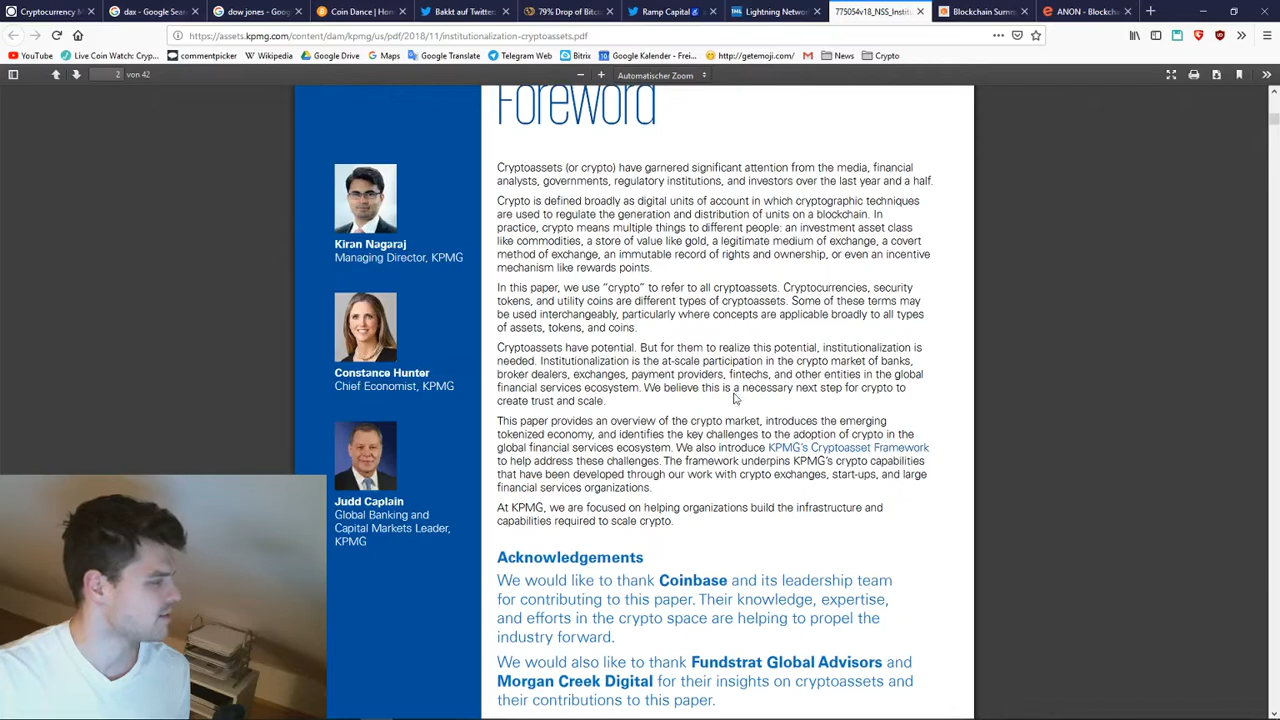 Cryptocurrency M
dax - Google Sear
dow jones - Goog
Coin Dance | Hom
Bakkt auf Twitter
79% Drop of Bitco
Ramp Capital
Lightning Networ
775054v18_NSS_Instit
Blockchain Summ
ANON - Blockcha
https://assets.kpmg.com/content/dam/kpmg/us/pdf/2018/11/institutionalization-cryptoassets.pdf
YouTube
Live Coin Watch: Cryp...
commentpicker
Wikipedia
Google Drive
Maps
Google Translate
Telegram Web
Bitrix
Google Kalender - Frei...
http://getemoji.com/
News
Crypto
2 von 42
Automatischer Zoom
Foreword
Kiran Nagaraj
Managing Director, KPMG
Constance Hunter
Chief Economist, KPMG
Judd Caplain
Global Banking and
Capital Markets Leader,
KPMG
Cryptoassets (or crypto) have garnered significant attention from the media, financial
analysts, governments, regulatory institutions, and investors over the last year and a half.
Crypto is defined broadly as digital units of account in which cryptographic techniques
are used to regulate the generation and distribution of units on a blockchain. In
practice, crypto means multiple things to different people: an investment asset class
like commodities, a store of value like gold, a legitimate medium of exchange, a covert
method of exchange, an immutable record of rights and ownership, or even an incentive
mechanism like rewards points.
In this paper, we use “crypto” to refer to all cryptoassets. Cryptocurrencies, security
tokens, and utility coins are different types of cryptoassets. Some of these terms may
be used interchangeably, particularly where concepts are applicable broadly to all types
of assets, tokens, and coins.
Cryptoassets have potential. But for them to realize this potential, institutionalization is
needed. Institutionalization is the at-scale participation in the crypto market of banks,
broker dealers, exchanges, payment providers, fintechs, and other entities in the global
financial services ecosystem. We believe this is a necessary next step for crypto to
create trust and scale.
This paper provides an overview of the crypto market, introduces the emerging
tokenized economy, and identifies the key challenges to the adoption of crypto in the
global financial services ecosystem. We also introduce KPMG’s Cryptoasset Framework
to help address these challenges. The framework underpins KPMG’s crypto capabilities
that have been developed through our work with crypto exchanges, start-ups, and large
financial services organizations.
At KPMG, we are focused on helping organizations build the infrastructure and
capabilities required to scale crypto.
Acknowledgements
We would like to thank Coinbase and its leadership team
for contributing to this paper. Their knowledge, expertise,
and efforts in the crypto space are helping to propel the
industry forward.
We would also like to thank Fundstrat Global Advisors and
Morgan Creek Digital for their insights on cryptoassets and
their contributions to this paper.